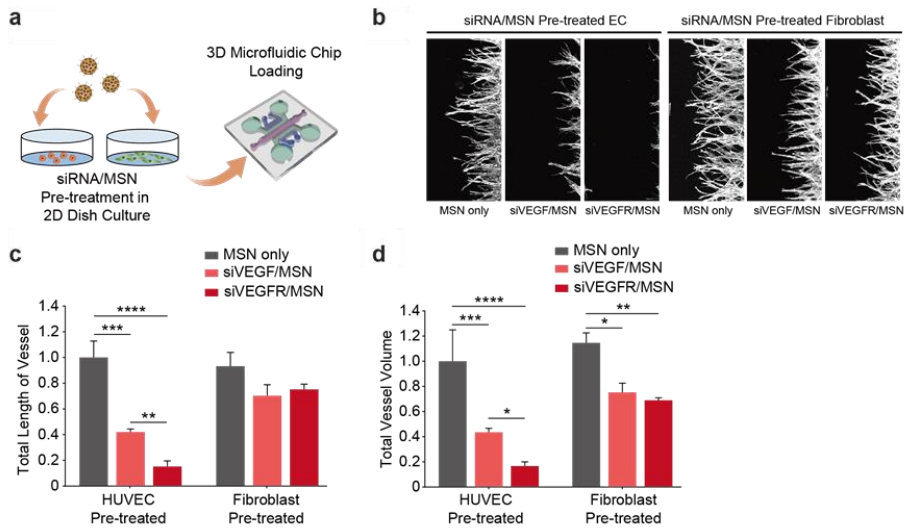 a
3D Microfluidic Chip
Loading
siRNA/MSN
Pre-treatment in
2D Dish Culture
b
siRNA/MSN Pre-treated EC
siRNA/MSN Pre-treated Fibroblast
MSN only
siVEGF/MSN
siVEGFR/MSN
MSN only
siVEGF/MSN
siVEGFR/MSN
c
MSN only
siVEGF/MSN
siVEGFR/MSN
Total Length of Vessel
1.4
1.2
1.0
0.8
0.6
0.4
0.2
0
****
***
**
HUVEC
Pre-treated
Fibroblast
Pre-treated
d
MSN only
siVEGF/MSN
siVEGFR/MSN
Total Vessel Volume
1.4
1.2
1.0
0.8
0.6
0.4
0.2
0
****
***
*
**
*
HUVEC
Pre-treated
Fibroblast
Pre-treated